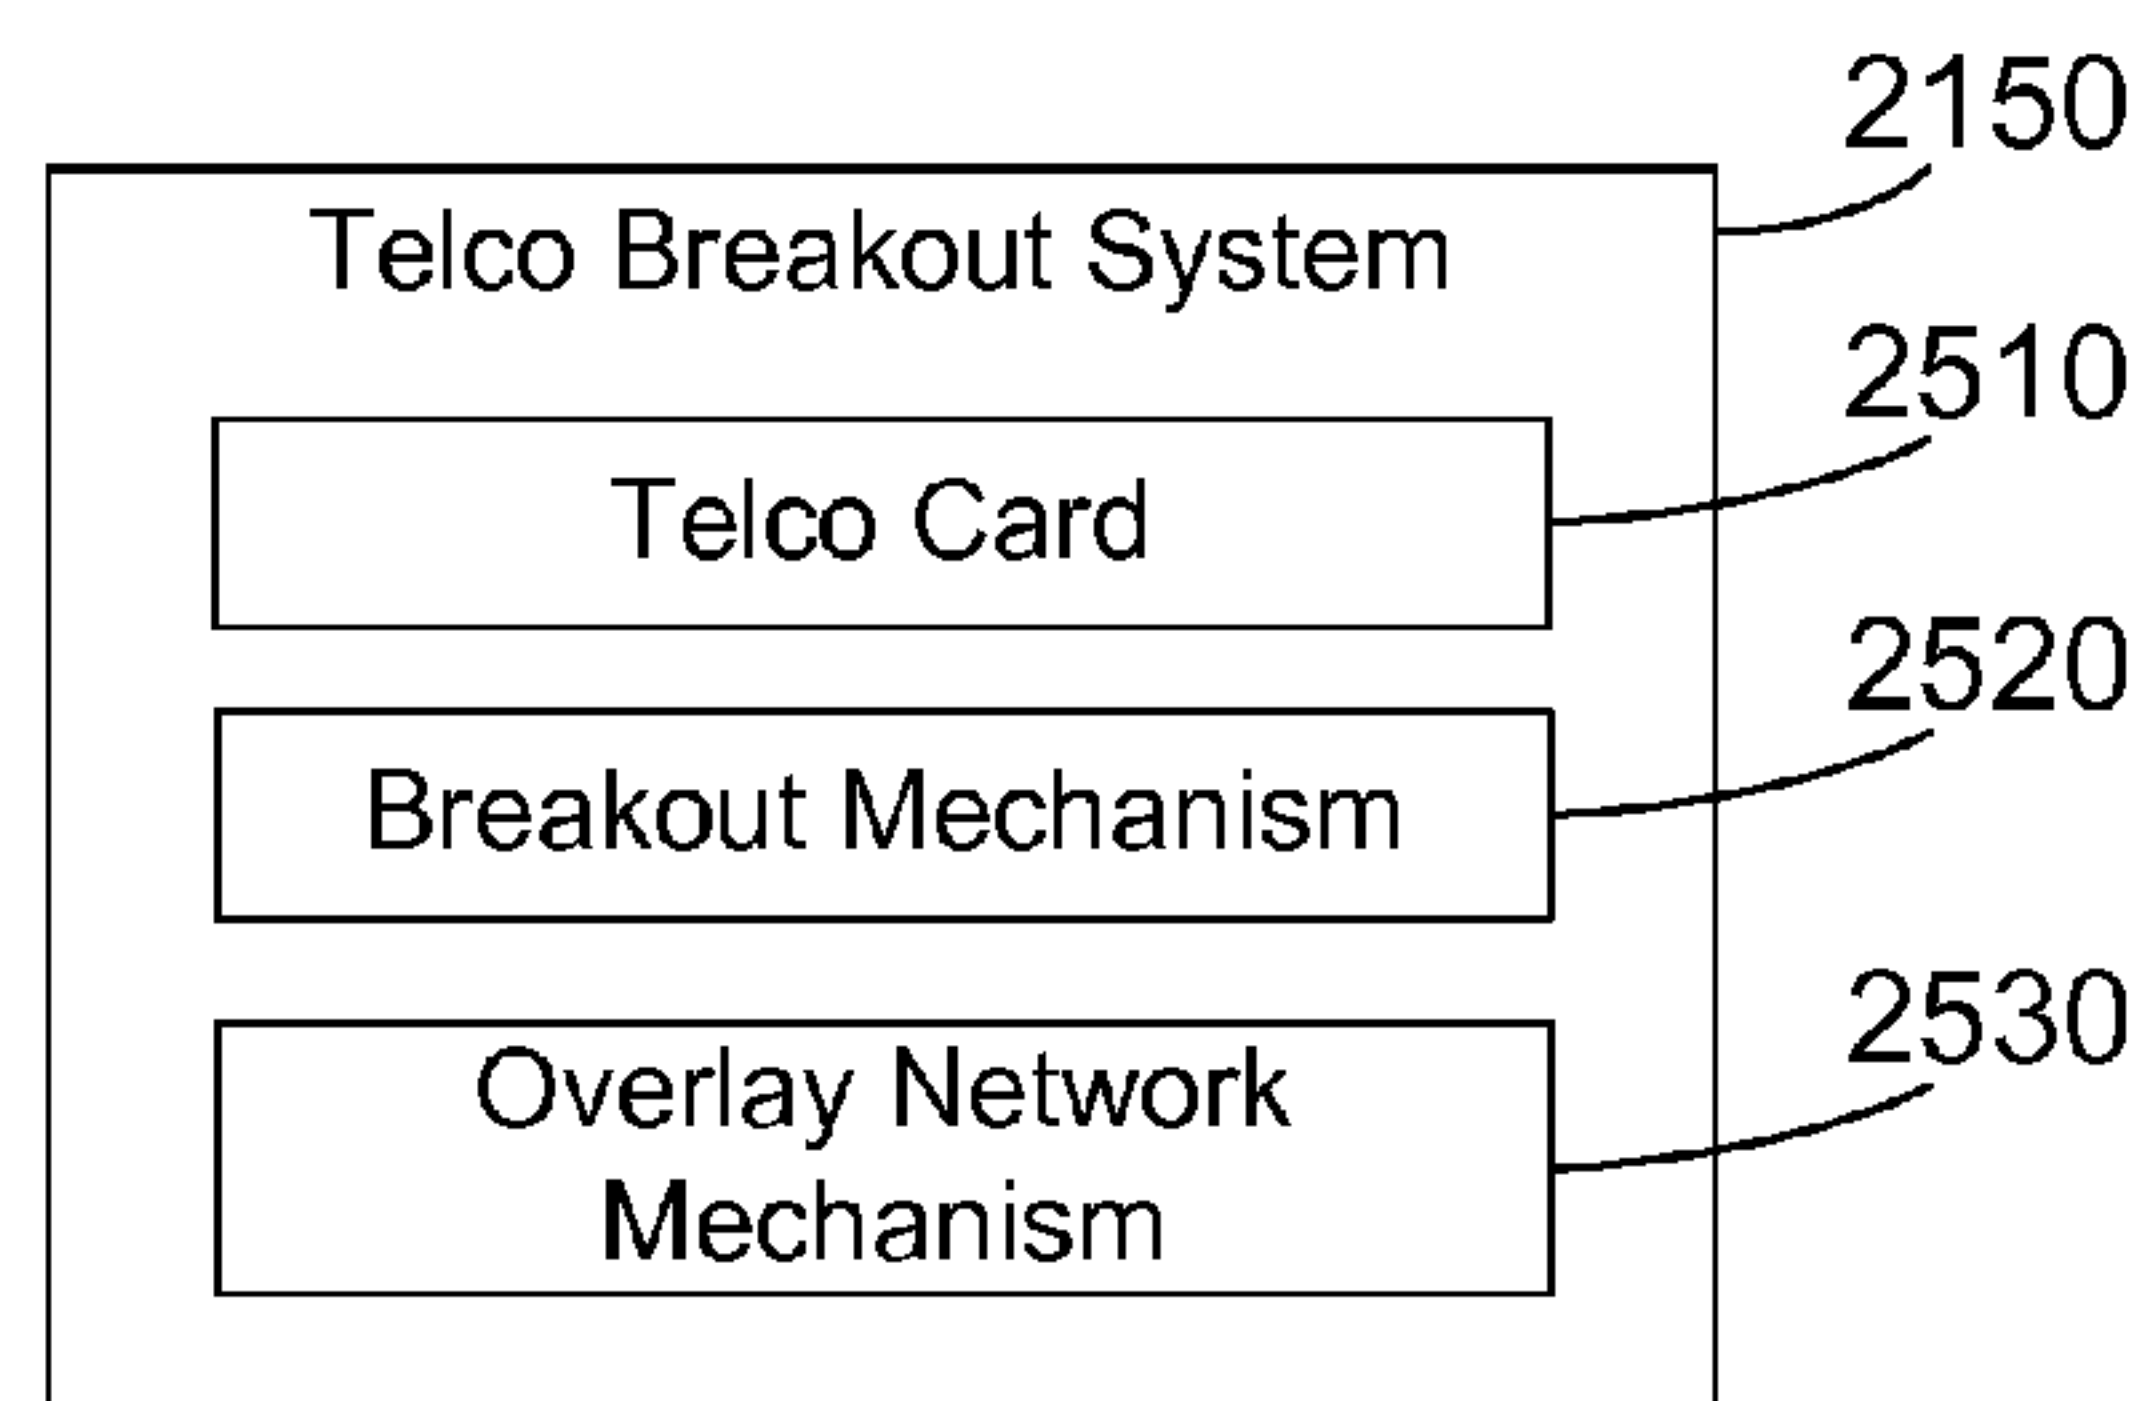 2150
Telco Breakout System
2510
Telco Card
2520
Breakout Mechanism
2530
Overlay Network
Mechanism